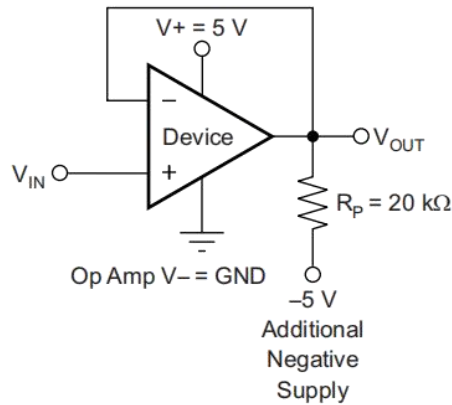 V+ = 5 V
−
Device
+
V_IN
V_OUT
R_P = 20 kΩ
Op Amp V– = GND
–5 V
Additional
Negative
Supply